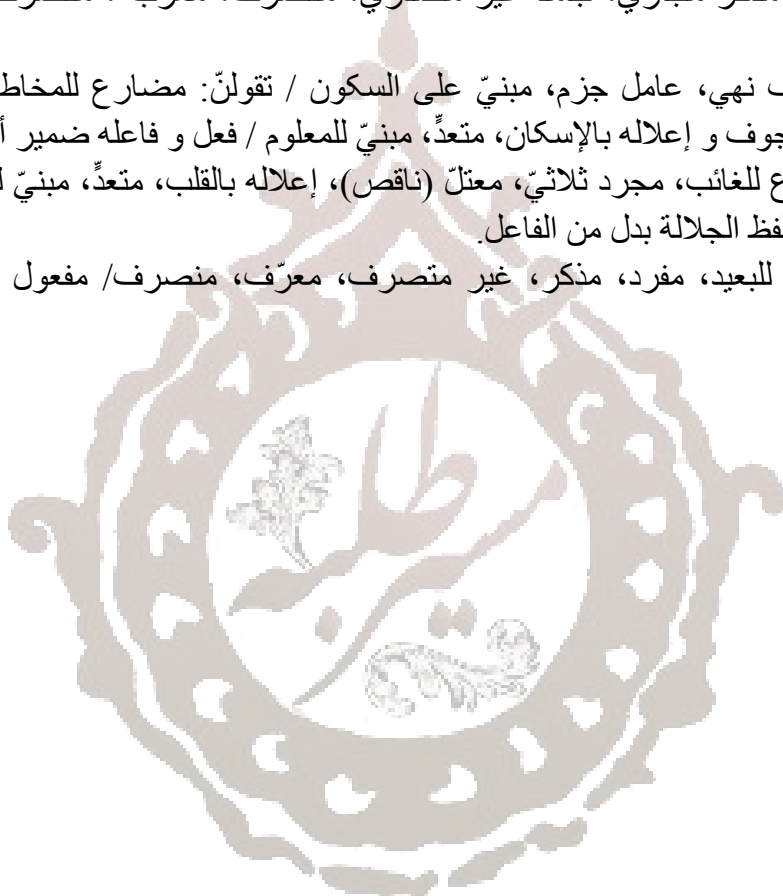 ف نهي، عامل جزم، مبنيّ على السكون / تقولنّ: مضارع للمخاط
جوف و إعلاله بالإسكان، متعدٍّ، مبنيّ للمعلوم / فعل و فاعله ضمير أ
ع للغائب، مجرد ثلاثيّ، معتلّ (ناقص)، إعلاله بالقلب، متعدٍّ، مبنيّ ل
فظ الجلالة بدل من الفاعل.
للبعيد، مفرد، مذكر، غير متصرف، معرّف، منصرف/ مفعول
مسیر طلبه